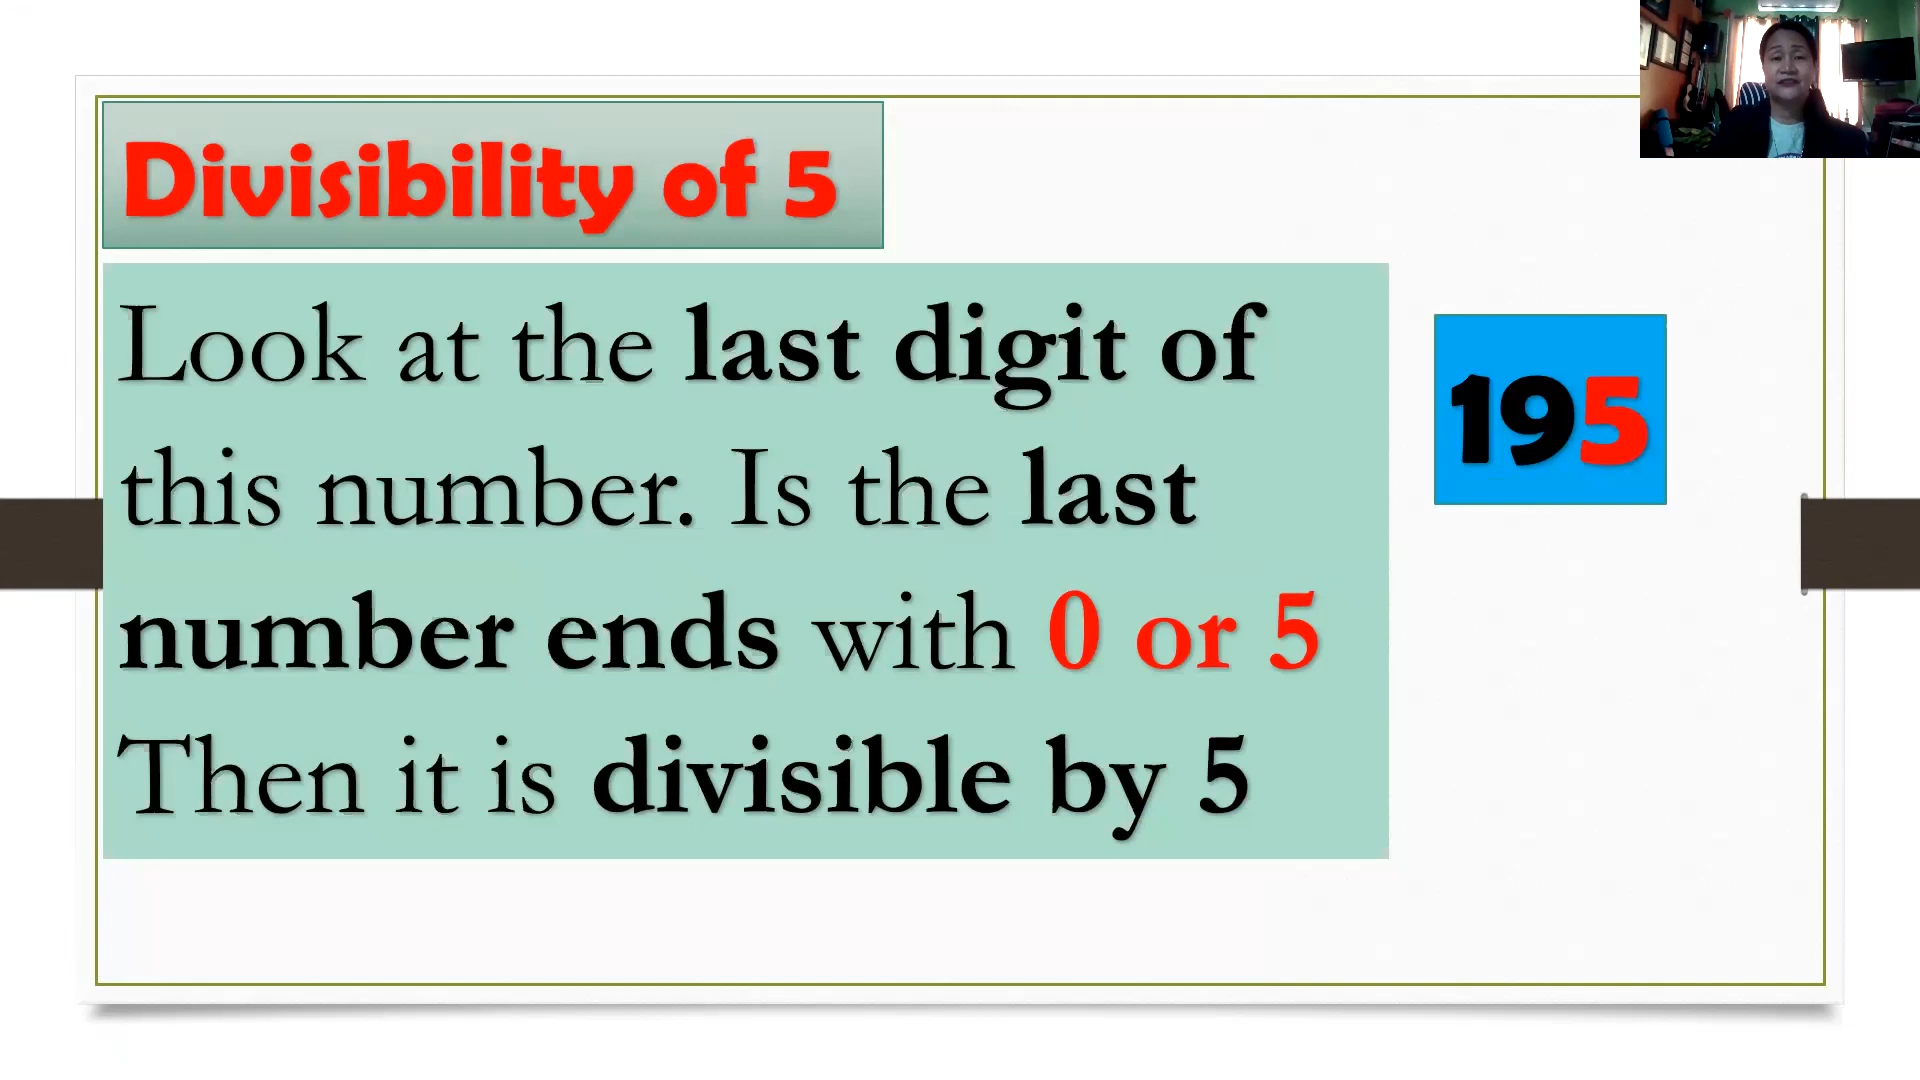 Divisibility of 5
Look at the last digit of
this number. Is the last
number ends with 0 or 5
Then it is divisible by 5
195